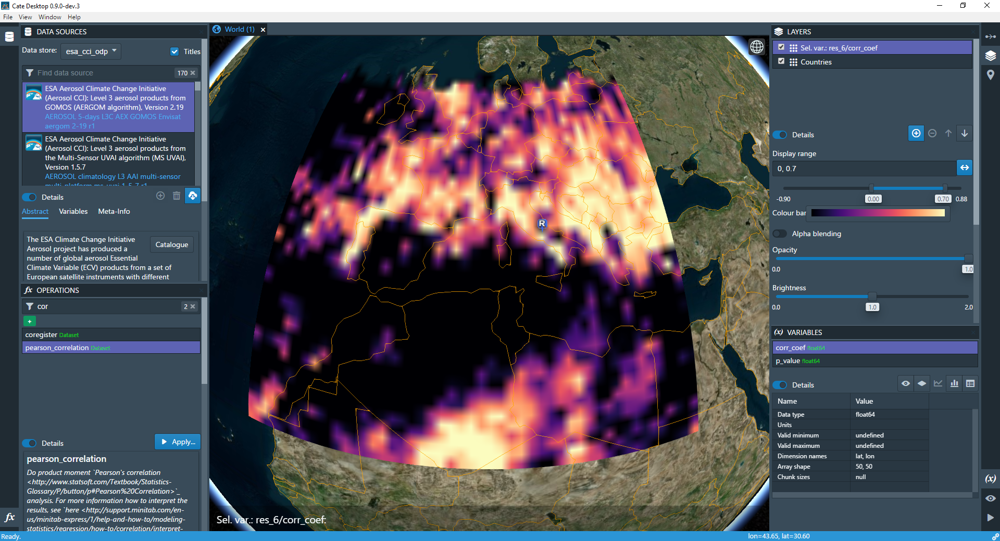 Cate Desktop 0.9.0-dev.3
File View Window Help
DATA SOURCES
Data store: esa_cci_odp Titles
Find data source 170
ESA Aerosol Climate Change Initiative
(Aerosol CCI): Level 3 aerosol products from
GOMOS (AERGOM algorithm), Version 2.19
AEROSOL 5-days L3C AEX GOMOS Envisat
aergom 2-19 r1
ESA Aerosol Climate Change Initiative
(Aerosol CCI): Level 3 aerosol products from
the Multi-Sensor UVAI algorithm (MS UVAI),
Version 1.5.7
AEROSOL climatology L3 AAI multi-sensor
multi-platform ms-uvai 1-5-7 r1
Details
Abstract Variables Meta-Info
The ESA Climate Change Initiative
Aerosol project has produced a
number of global aerosol Essential
Climate Variable (ECV) products from a set of
European satellite instruments with different
Catalogue
fx OPERATIONS
cor 2
+
coregister Dataset
pearson_correlation Dataset
Details Apply...
pearson_correlation
Do product moment `Pearson's correlation
<http://www.statsoft.com/Textbook/Statistics-
Glossary/P/button/p#Pearson%20Correlation>`_
analysis. For more information how to interpret the
results, see `here <http://support.minitab.com/en-
us/minitab-express/1/help-and-how-to/modeling-
statistics/regression/how-to/correlation/interpret-
fx
World (1)
R
Sel. var.: res_6/corr_coef:
LAYERS
Sel. var.: res_6/corr_coef
Countries
Details
Display range
0, 0.7
-0.90 0.00 0.70 0.88
Colour bar
Alpha blending
Opacity
0.0 1.0
Brightness
0.0 1.0 2.0
(x) VARIABLES
corr_coef float64
p_value float64
Details
Name Value
Data type float64
Units
Valid minimum undefined
Valid maximum undefined
Dimension names lat, lon
Array shape 50, 50
Chunk sizes null
(x)
Ready. lon=43.65, lat=30.60